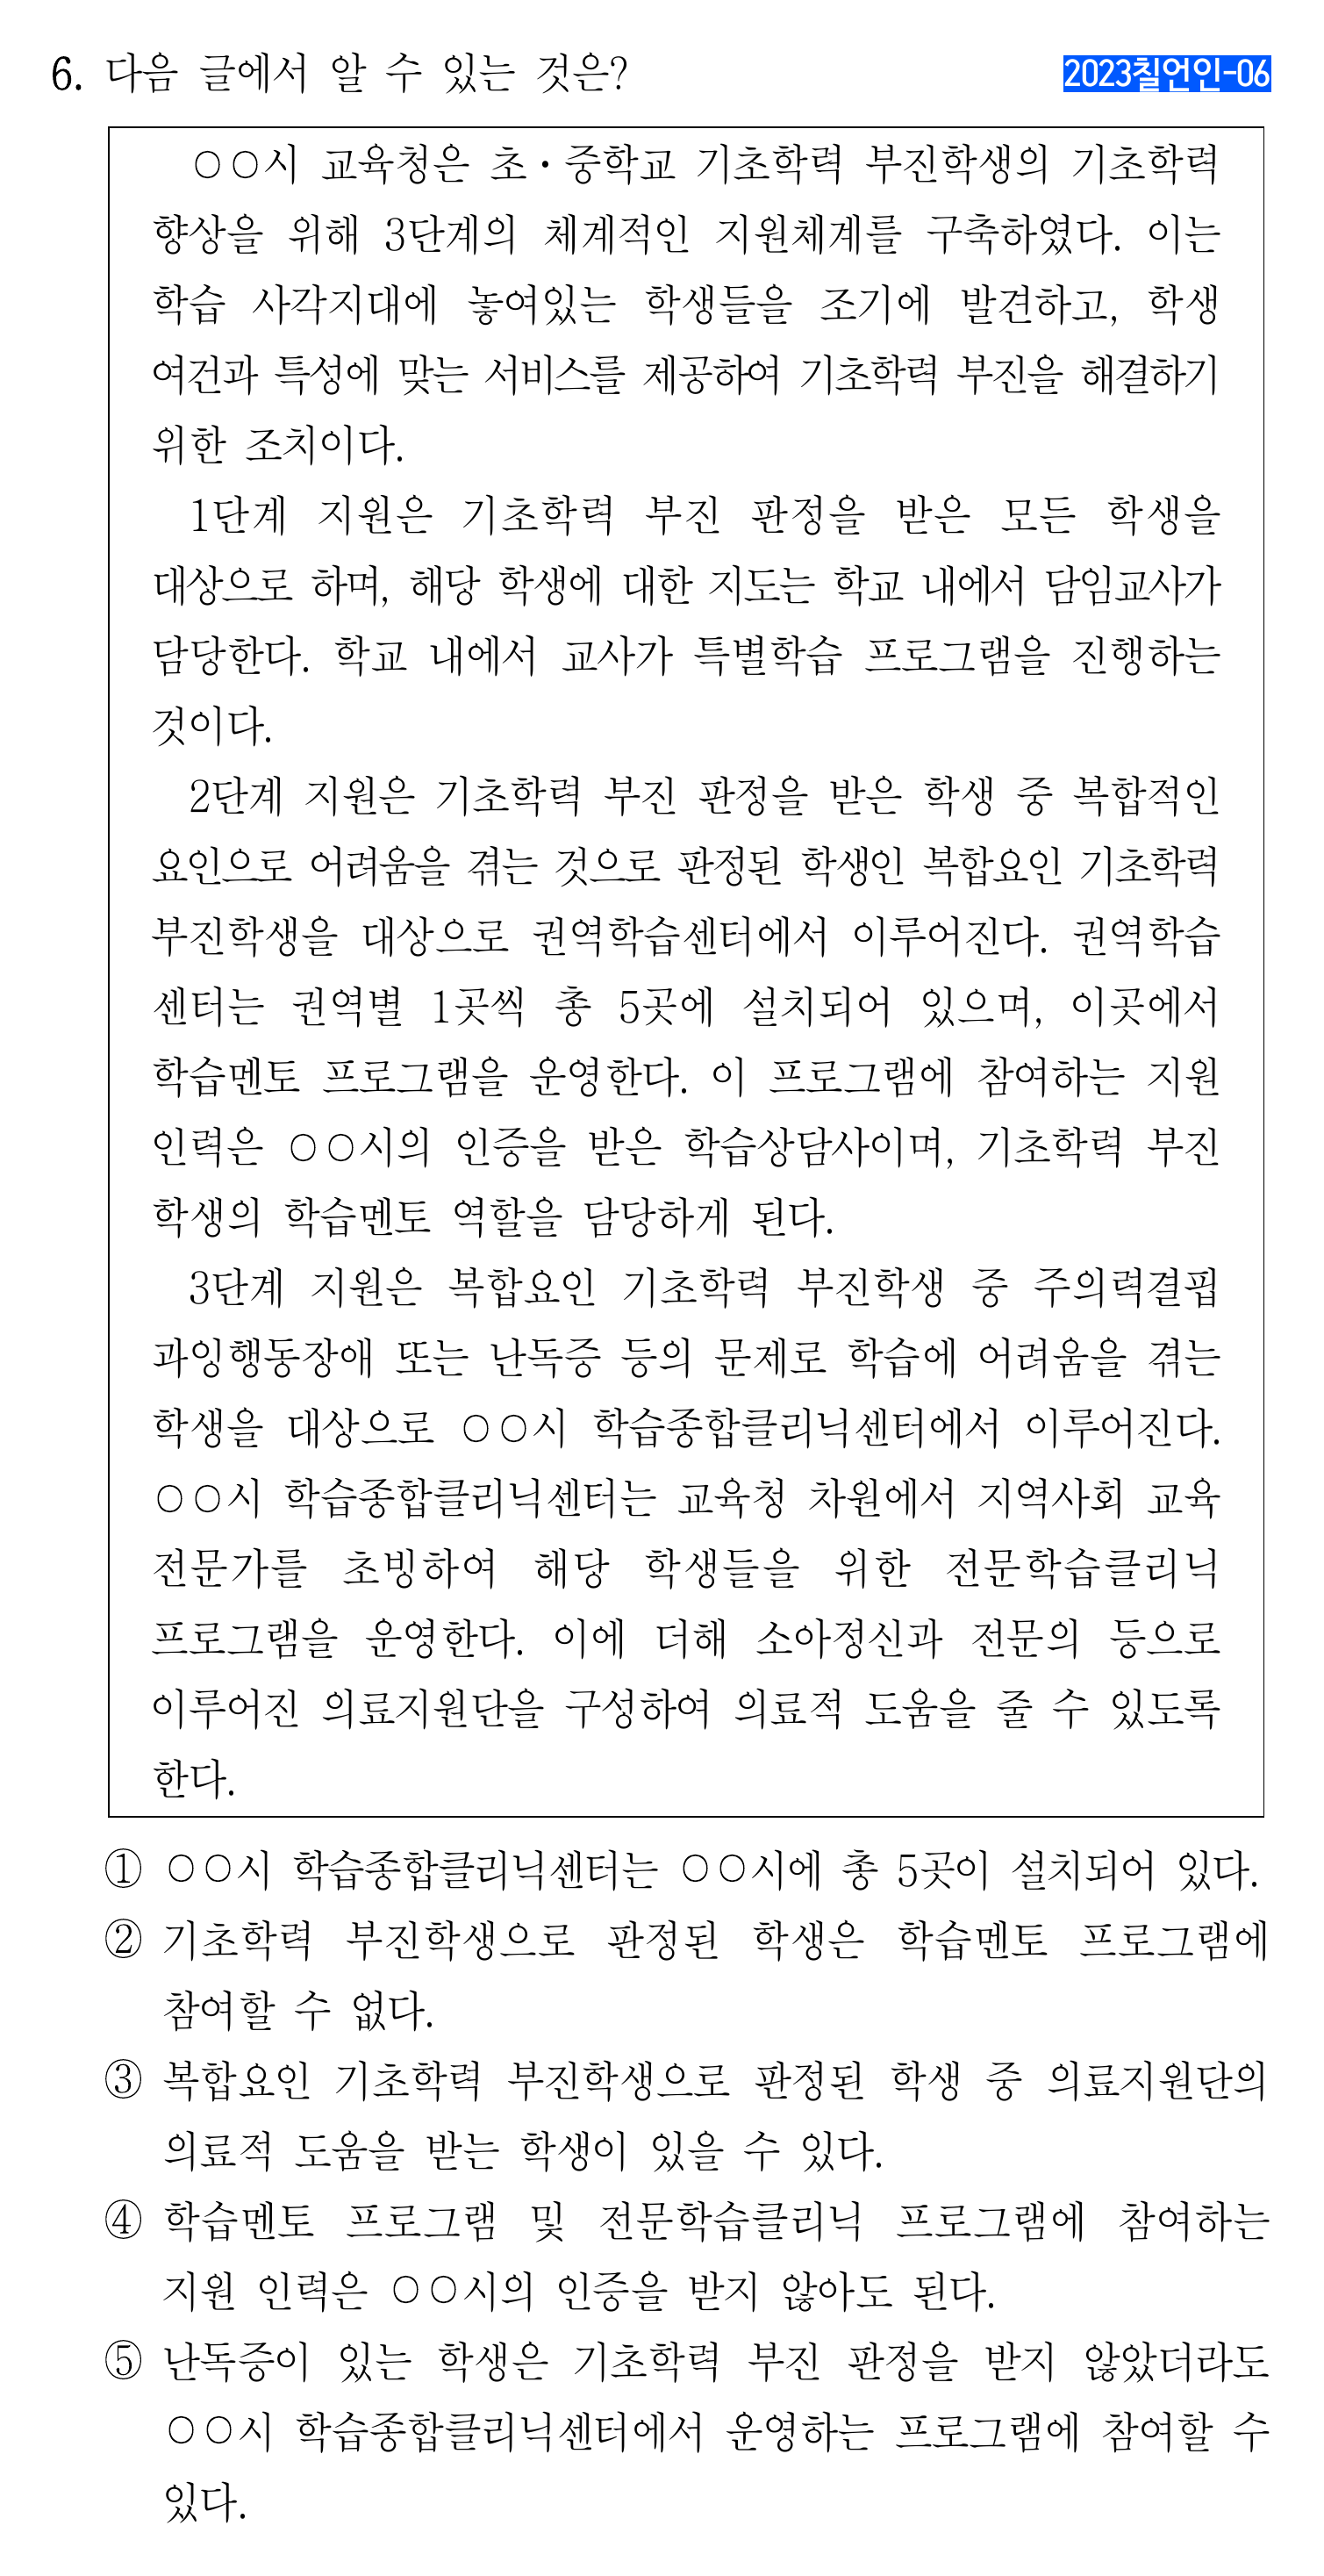 6. 다음 글에서 알 수 있는 것은?
2023칠언인-06
○○시 교육청은 초·중학교 기초학력 부진학생의 기초학력
향상을 위해 3단계의 체계적인 지원체계를 구축하였다. 이는
학습 사각지대에 놓여있는 학생들을 조기에 발견하고, 학생
여건과 특성에 맞는 서비스를 제공하여 기초학력 부진을 해결하기
위한 조치이다.
1단계 지원은 기초학력 부진 판정을 받은 모든 학생을
대상으로 하며, 해당 학생에 대한 지도는 학교 내에서 담임교사가
담당한다. 학교 내에서 교사가 특별학습 프로그램을 진행하는
것이다.
2단계 지원은 기초학력 부진 판정을 받은 학생 중 복합적인
요인으로 어려움을 겪는 것으로 판정된 학생인 복합요인 기초학력
부진학생을 대상으로 권역학습센터에서 이루어진다. 권역학습
센터는 권역별 1곳씩 총 5곳에 설치되어 있으며, 이곳에서
학습멘토 프로그램을 운영한다. 이 프로그램에 참여하는 지원
인력은 ○○시의 인증을 받은 학습상담사이며, 기초학력 부진
학생의 학습멘토 역할을 담당하게 된다.
3단계 지원은 복합요인 기초학력 부진학생 중 주의력결핍
과잉행동장애 또는 난독증 등의 문제로 학습에 어려움을 겪는
학생을 대상으로 ○○시 학습종합클리닉센터에서 이루어진다.
○○시 학습종합클리닉센터는 교육청 차원에서 지역사회 교육
전문가를 초빙하여 해당 학생들을 위한 전문학습클리닉
프로그램을 운영한다. 이에 더해 소아정신과 전문의 등으로
이루어진 의료지원단을 구성하여 의료적 도움을 줄 수 있도록
한다.
① ○○시 학습종합클리닉센터는 ○○시에 총 5곳이 설치되어 있다.
② 기초학력 부진학생으로 판정된 학생은 학습멘토 프로그램에
참여할 수 없다.
③ 복합요인 기초학력 부진학생으로 판정된 학생 중 의료지원단의
의료적 도움을 받는 학생이 있을 수 있다.
④ 학습멘토 프로그램 및 전문학습클리닉 프로그램에 참여하는
지원 인력은 ○○시의 인증을 받지 않아도 된다.
⑤ 난독증이 있는 학생은 기초학력 부진 판정을 받지 않았더라도
○○시 학습종합클리닉센터에서 운영하는 프로그램에 참여할 수
있다.